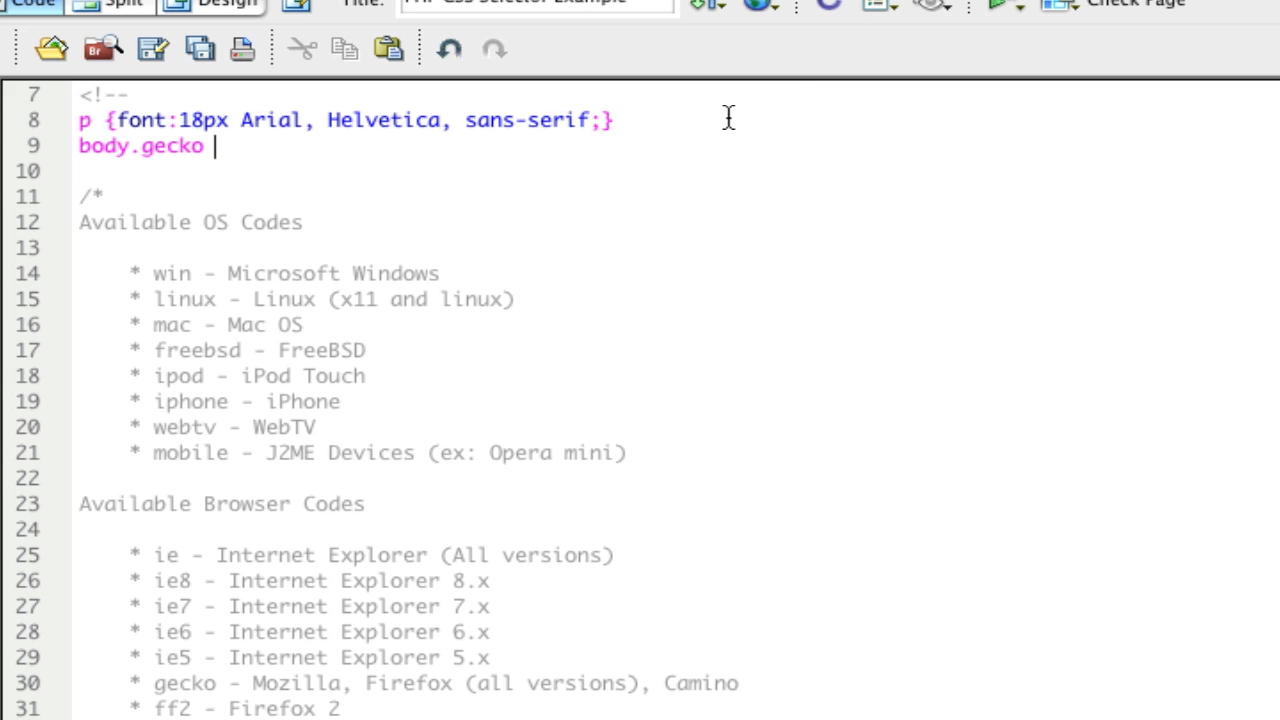 Code Split Design Title: PHP CSS Selector Example Check Page
Br
7 <!--
8 p {font:18px Arial, Helvetica, sans-serif;}
9 body.gecko
10
11 /*
12 Available OS Codes
13
14 * win - Microsoft Windows
15 * linux - Linux (x11 and linux)
16 * mac - Mac OS
17 * freebsd - FreeBSD
18 * ipod - iPod Touch
19 * iphone - iPhone
20 * webtv - WebTV
21 * mobile - J2ME Devices (ex: Opera mini)
22
23 Available Browser Codes
24
25 * ie - Internet Explorer (All versions)
26 * ie8 - Internet Explorer 8.x
27 * ie7 - Internet Explorer 7.x
28 * ie6 - Internet Explorer 6.x
29 * ie5 - Internet Explorer 5.x
30 * gecko - Mozilla, Firefox (all versions), Camino
31 * ff2 - Firefox 2